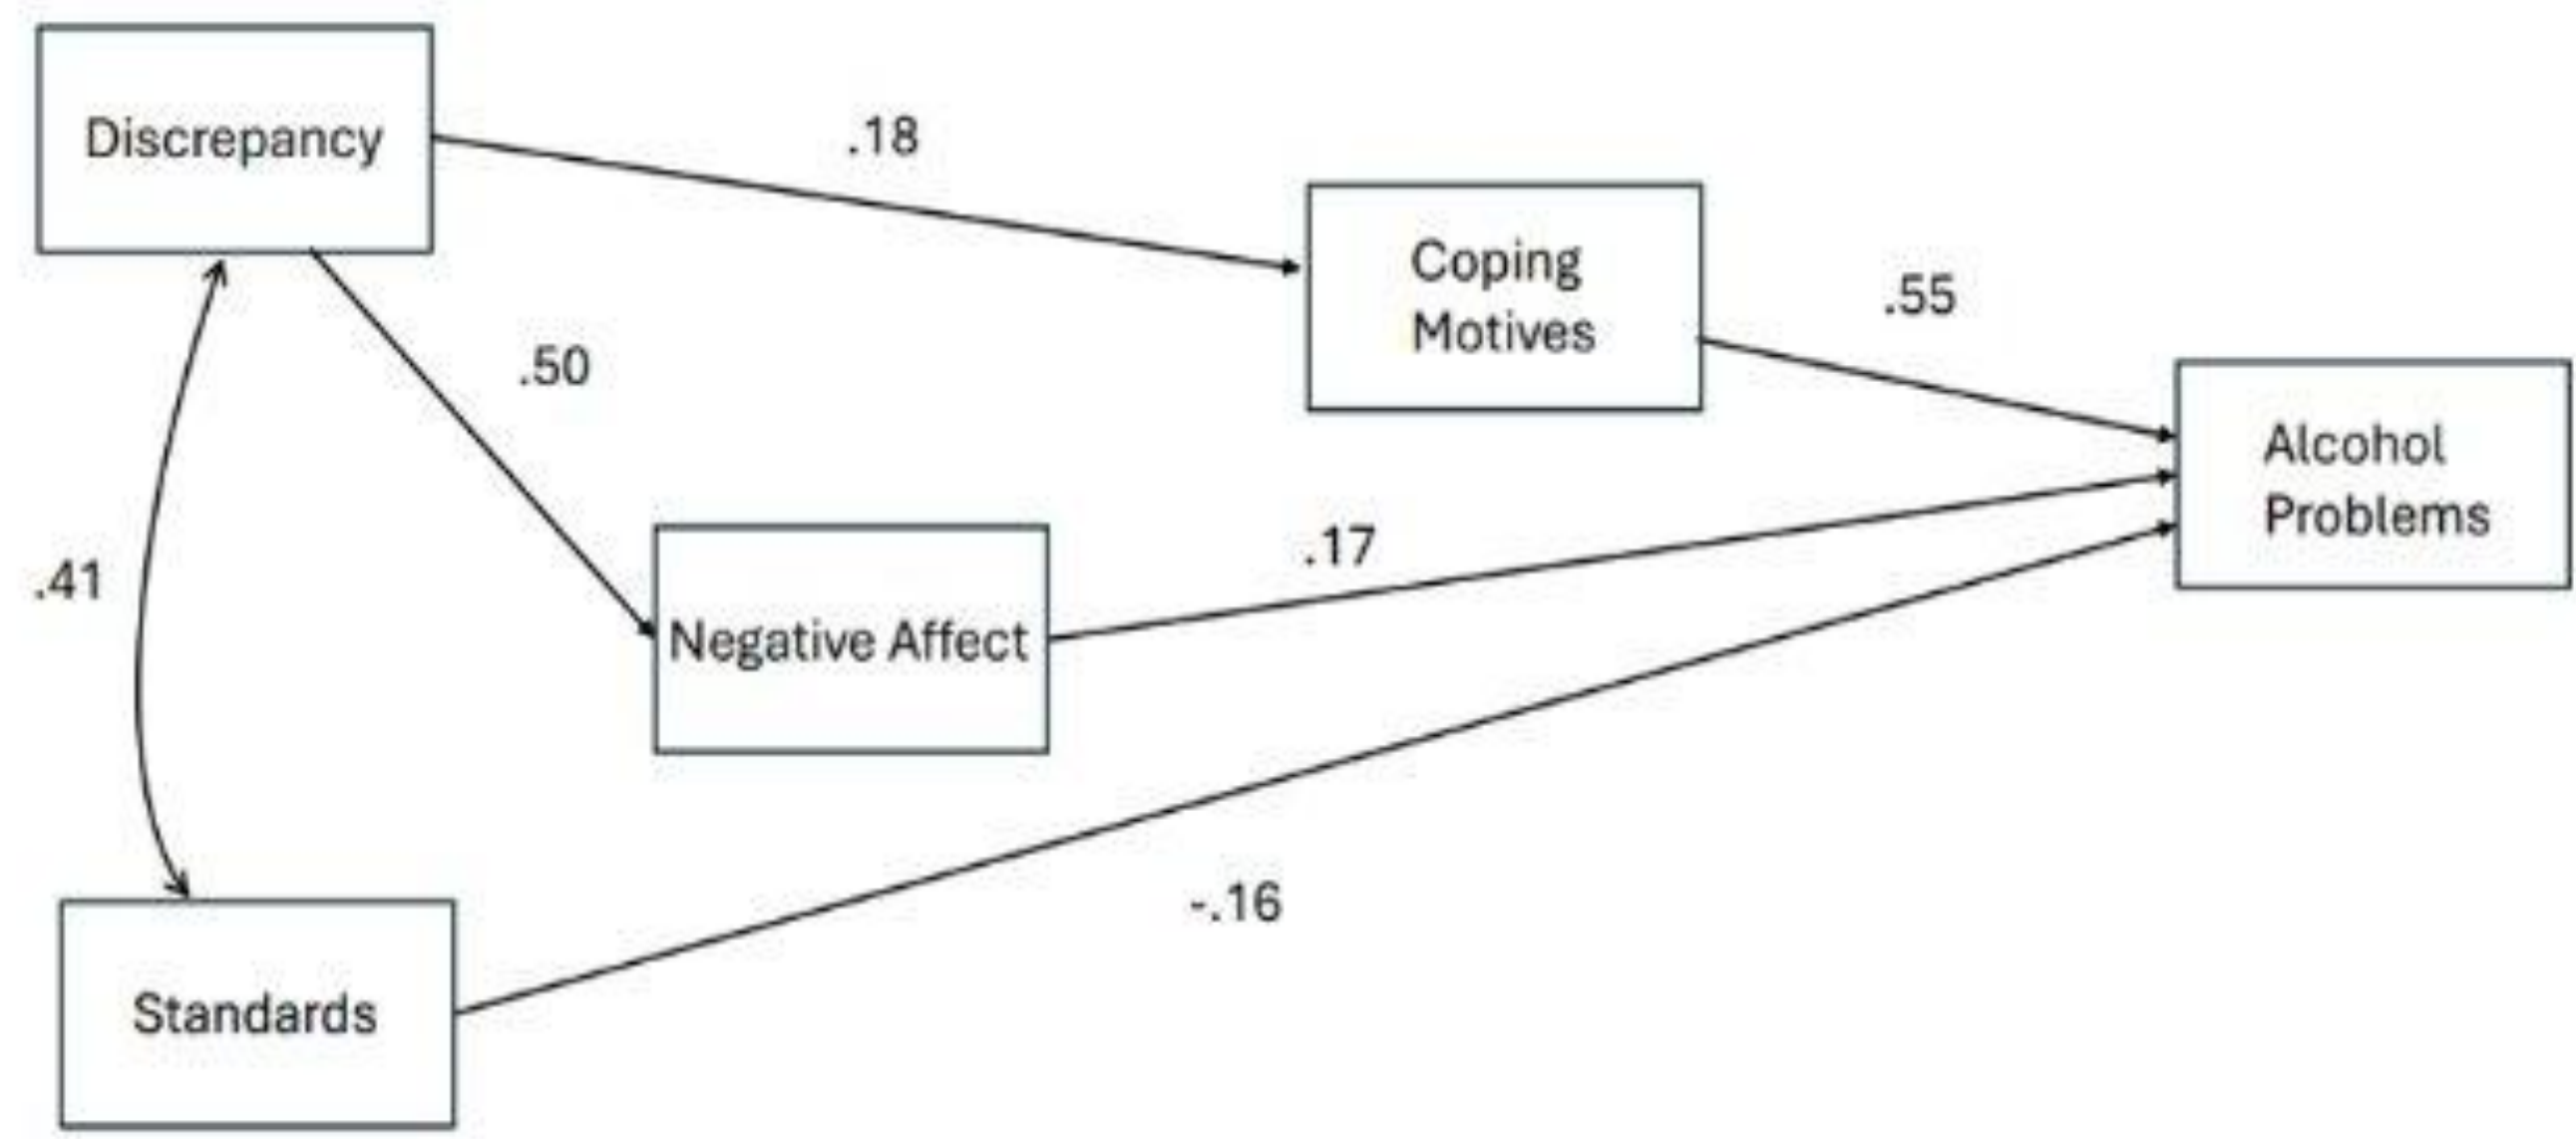 Discrepancy
.18
Coping
Motives
.55
.50
Alcohol
Problems
.41
.17
Negative Affect
-.16
Standards